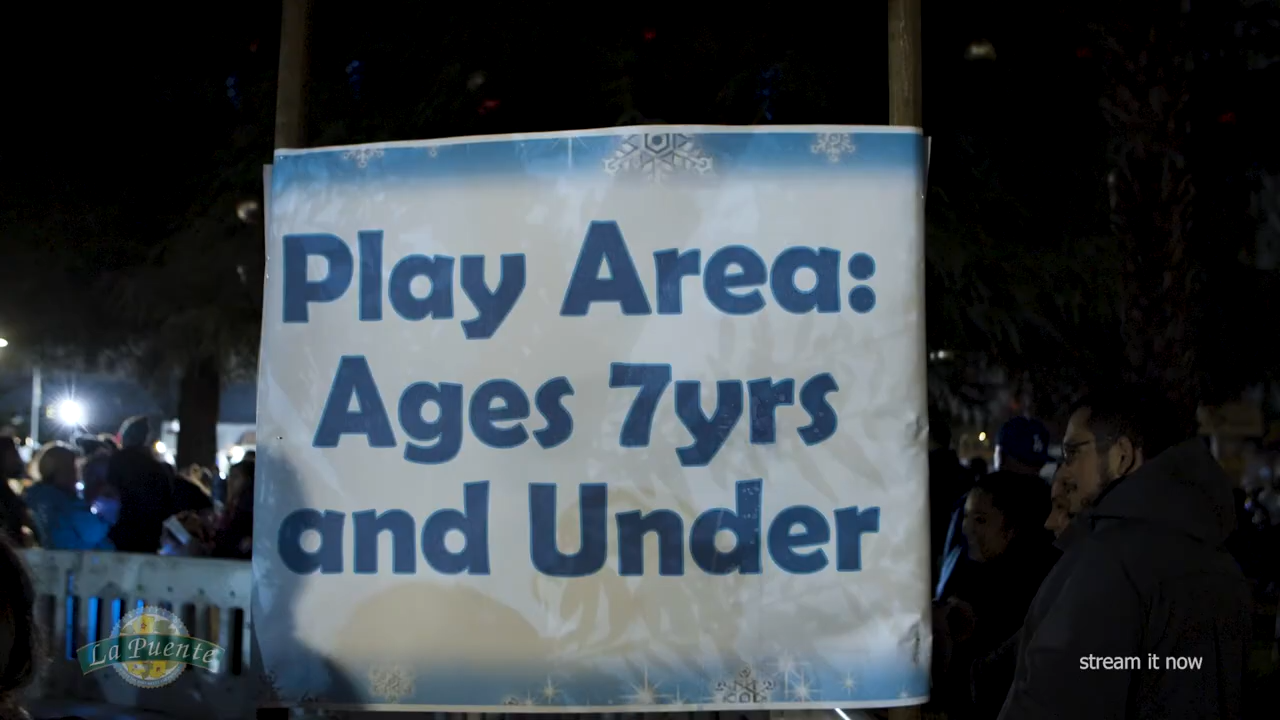 Play Area:
Ages 7yrs
and Under
La Puente
stream it now